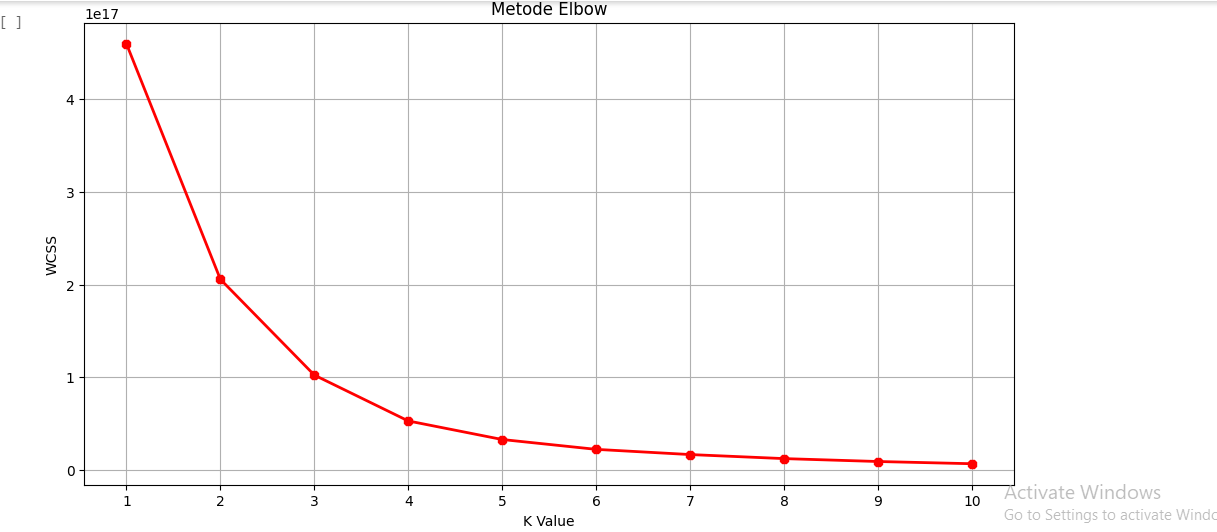 [ ]
Metode Elbow
1e17
4
3
2
1
0
WCSS
1 2 3 4 5 6 7 8 9 10
K Value
Activate Windows
Go to Settings to activate